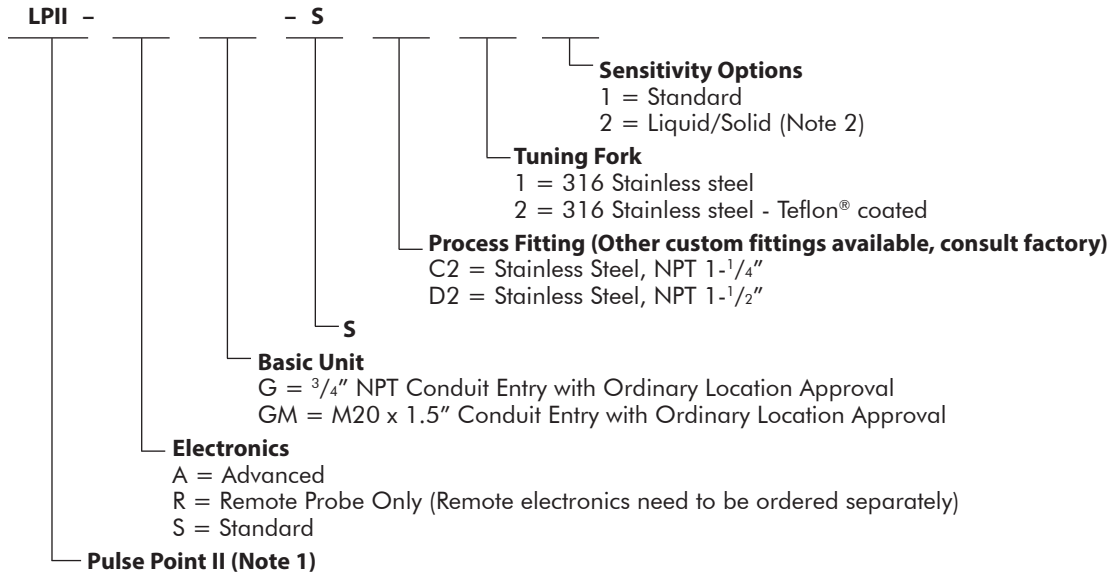 LPII – – S
Sensitivity Options
1 = Standard
2 = Liquid/Solid (Note 2)
Tuning Fork
1 = 316 Stainless steel
2 = 316 Stainless steel - Teflon® coated
Process Fitting (Other custom fittings available, consult factory)
C2 = Stainless Steel, NPT 1-1/4"
D2 = Stainless Steel, NPT 1-1/2"
S
Basic Unit
G = 3/4" NPT Conduit Entry with Ordinary Location Approval
GM = M20 x 1.5" Conduit Entry with Ordinary Location Approval
Electronics
A = Advanced
R = Remote Probe Only (Remote electronics need to be ordered separately)
S = Standard
Pulse Point II (Note 1)